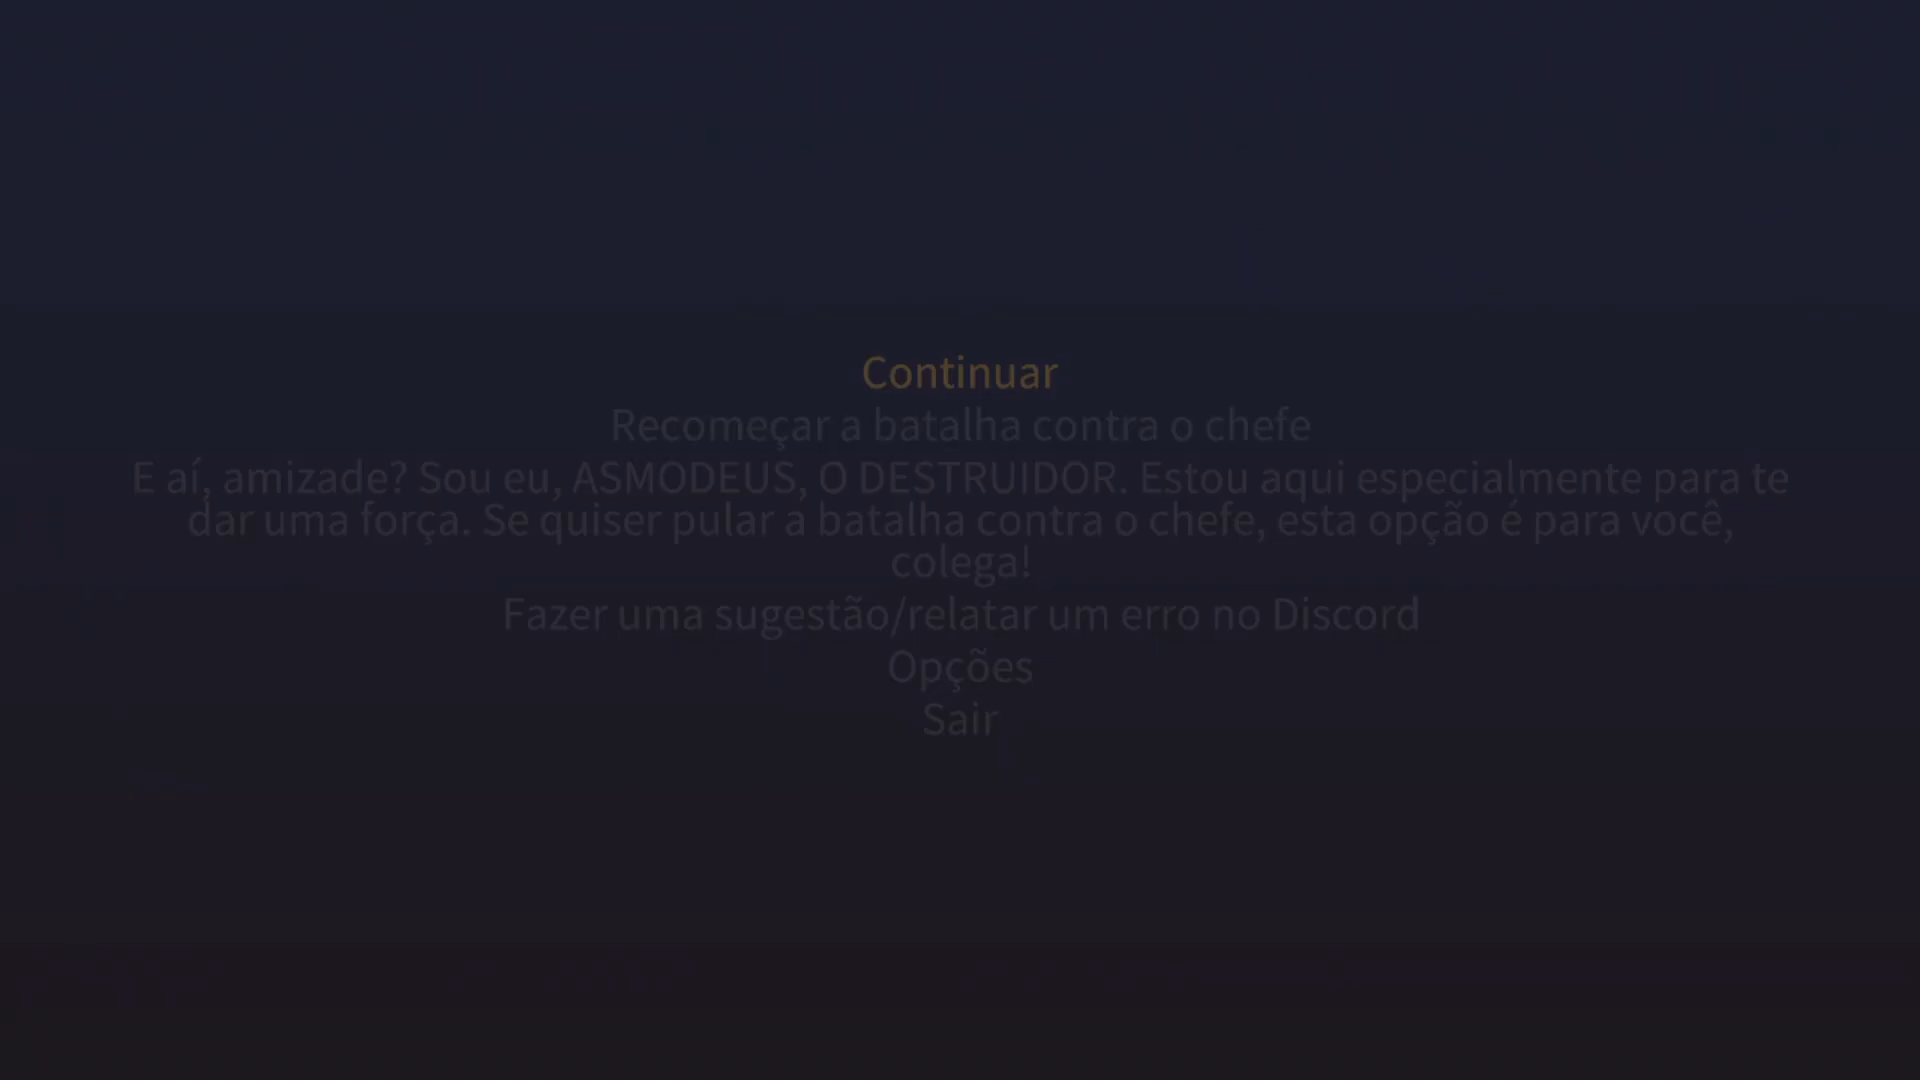 Continuar
Recomeçar a batalha contra o chefe
E aí, amizade? Sou eu, ASMODEUS, O DESTRUIDOR. Estou aqui especialmente para te
dar uma força. Se quiser pular a batalha contra o chefe, esta opção é para você,
colega!
Fazer uma sugestão/relatar um erro no Discord
Opções
Sair